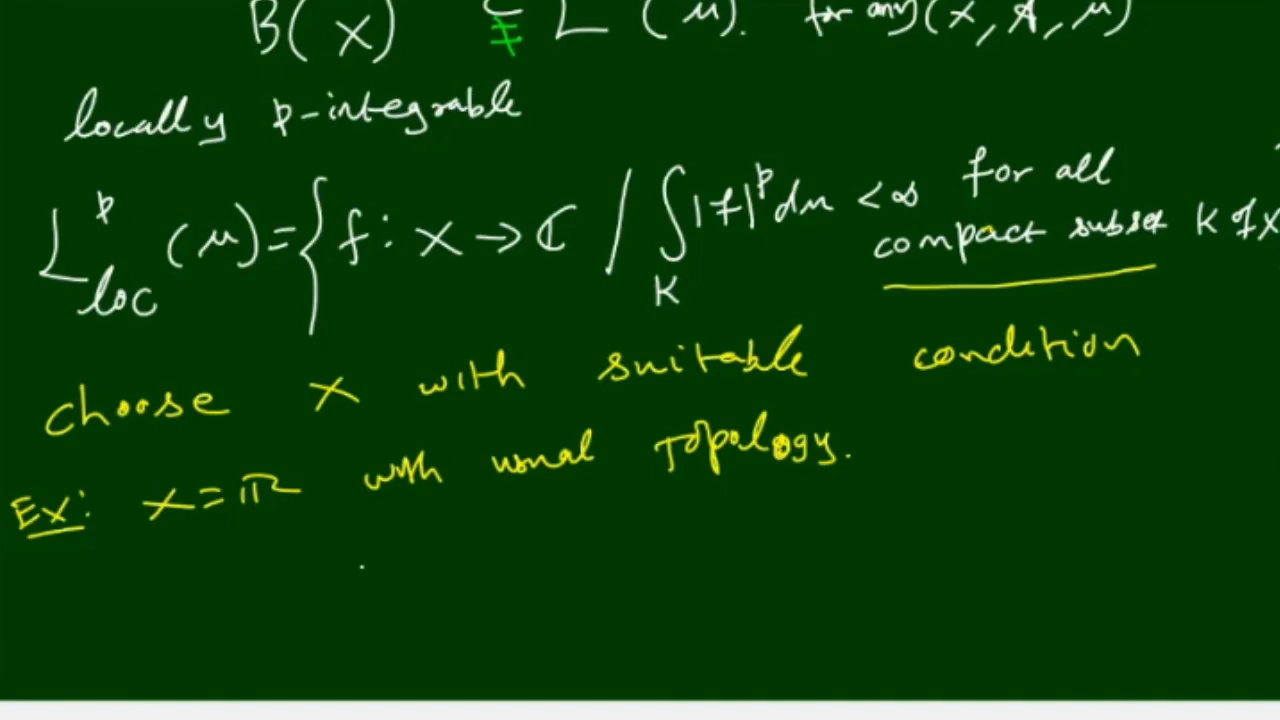 B(X) ⊊ L (μ). for any (X, A, μ)
locally p-integrable
L^p_loc (μ) = { f : X → ℂ / ∫_K |f|^p dμ < ∞ for all compact subset K of X
choose X with suitable condition
Ex: X = ℝ with usual Topology.